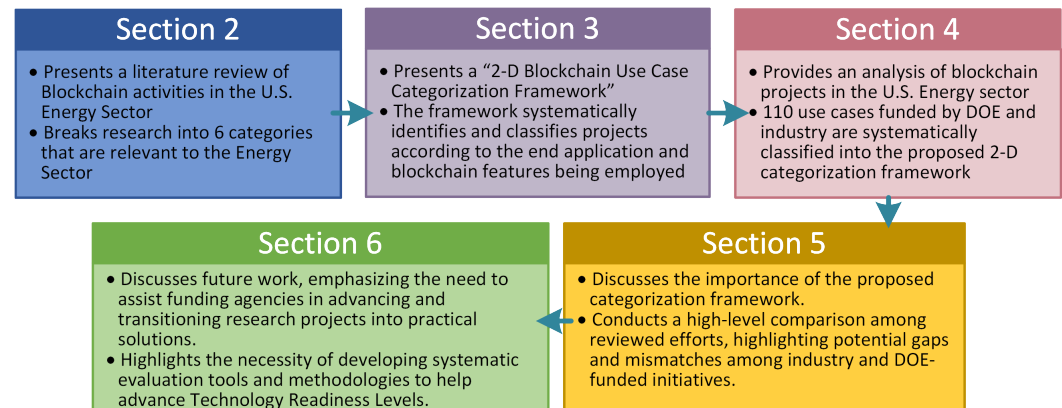 Section 2
• Presents a literature review of
Blockchain activities in the U.S.
Energy Sector
• Breaks research into 6 categories
that are relevant to the Energy
Sector
Section 3
• Presents a “2-D Blockchain Use Case
Categorization Framework”
• The framework systematically
identifies and classifies projects
according to the end application and
blockchain features being employed
Section 4
• Provides an analysis of blockchain
projects in the U.S. Energy sector
• 110 use cases funded by DOE and
industry are systematically
classified into the proposed 2-D
categorization framework
Section 5
• Discusses the importance of the proposed
categorization framework.
• Conducts a high-level comparison among
reviewed efforts, highlighting potential gaps
and mismatches among industry and DOE-
funded initiatives.
Section 6
• Discusses future work, emphasizing the need to
assist funding agencies in advancing and
transitioning research projects into practical
solutions.
• Highlights the necessity of developing systematic
evaluation tools and methodologies to help
advance Technology Readiness Levels.